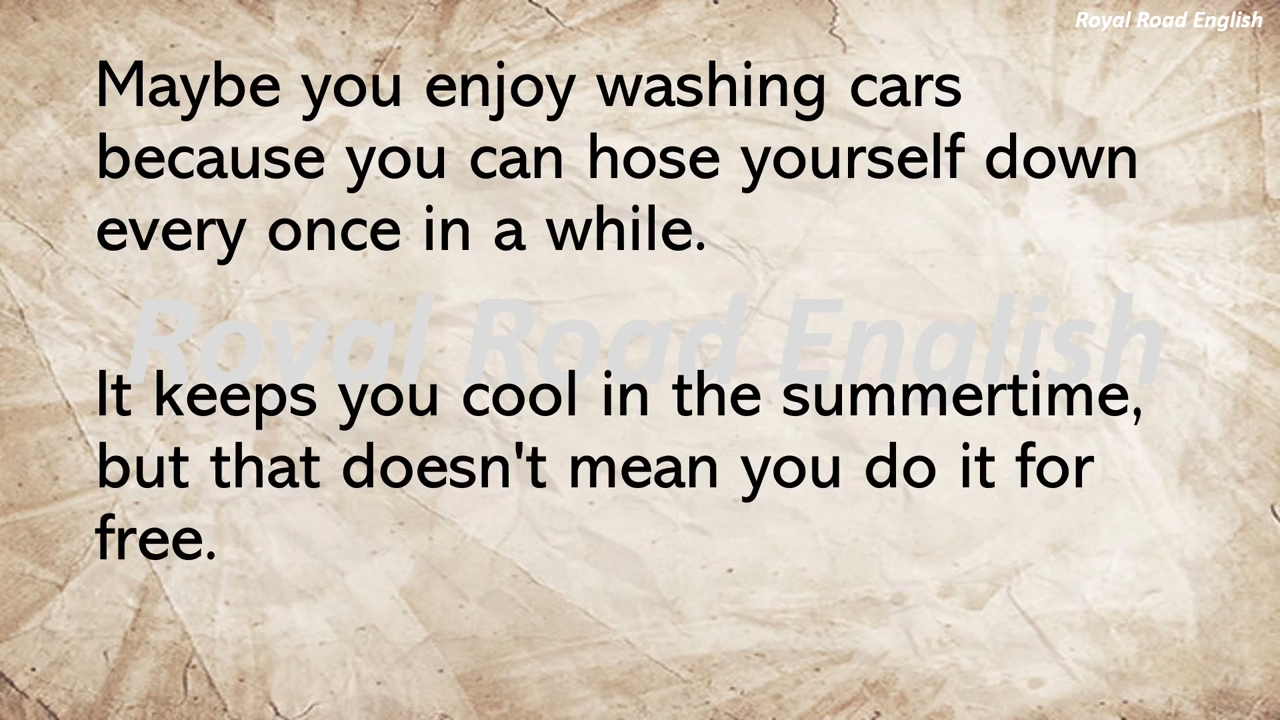 Royal Road English
Maybe you enjoy washing cars
because you can hose yourself down
every once in a while.
Royal Road English
It keeps you cool in the summertime,
but that doesn't mean you do it for
free.